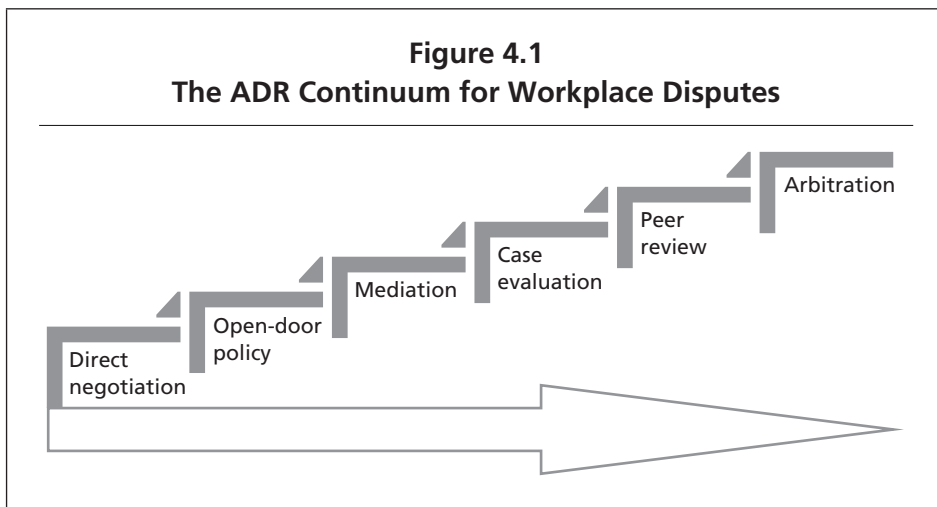 Figure 4.1
The ADR Continuum for Workplace Disputes
Direct
negotiation
Open-door
policy
Mediation
Case
evaluation
Peer
review
Arbitration